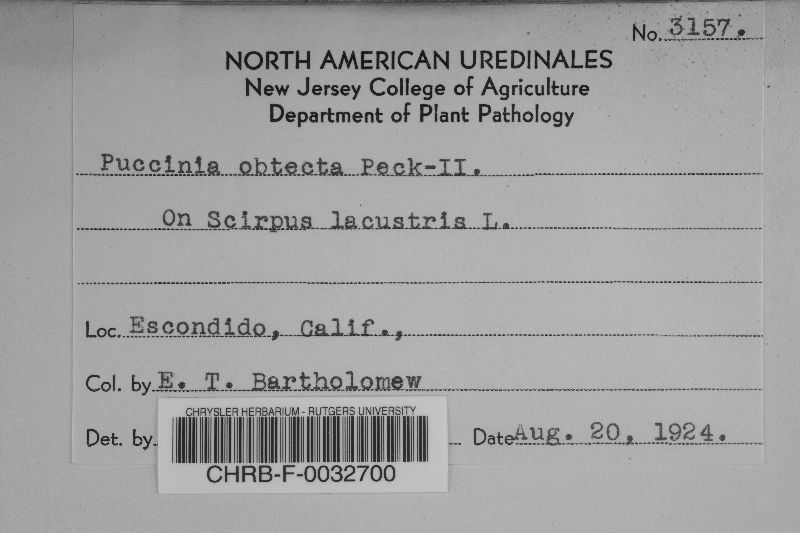 No. 3157.
NORTH AMERICAN UREDINALES
New Jersey College of Agriculture
Department of Plant Pathology
Puccinia obtecta Peck-II.
On Scirpus lacustris L.
Loc. Escondido, Calif.,
Col. by E. T. Bartholomew
Det. by Date Aug. 20, 1924.
CHRYSLER HERBARIUM - RUTGERS UNIVERSITY
CHRB-F-0032700